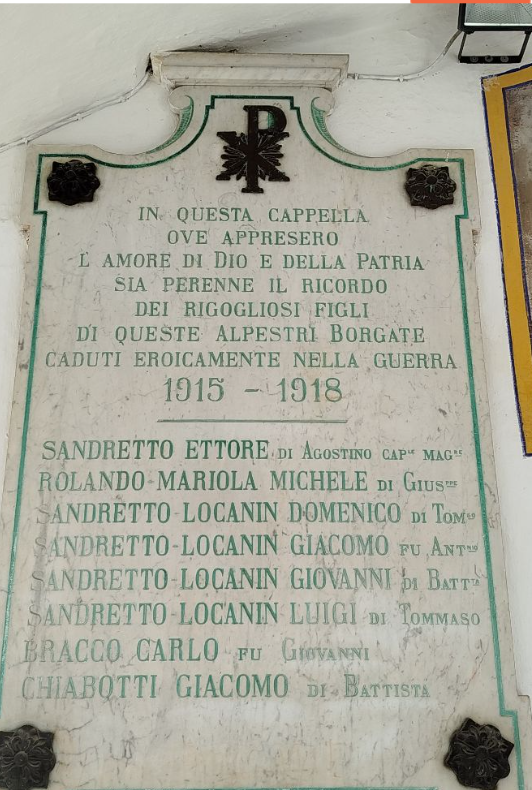 IN QUESTA CAPPELLA
OVE APPRESERO
L'AMORE DI DIO E DELLA PATRIA
SIA PERENNE IL RICORDO
DEI RIGOGLIOSI FIGLI
DI QUESTE ALPESTRI BORGATE
CADUTI EROICAMENTE NELLA GUERRA
1915 - 1918
SANDRETTO ETTORE DI AGOSTINO CAP.LE MAG.RE
ROLANDO-MARIOLA MICHELE DI GIUS.PPE
SANDRETTO-LOCANIN DOMENICO DI TOM.SO
SANDRETTO-LOCANIN GIACOMO FU ANT.NIO
SANDRETTO-LOCANIN GIOVANNI DI BATT.TA
SANDRETTO-LOCANIN LUIGI DI TOMMASO
BRACCO CARLO FU GIOVANNI
CHIABOTTI GIACOMO DI BATTISTA